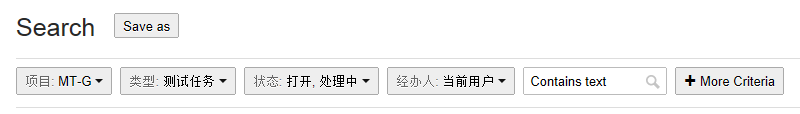 Search Save as
项目: MT-G 类型: 测试任务 状态: 打开, 处理中 经办人: 当前用户 Contains text + More Criteria